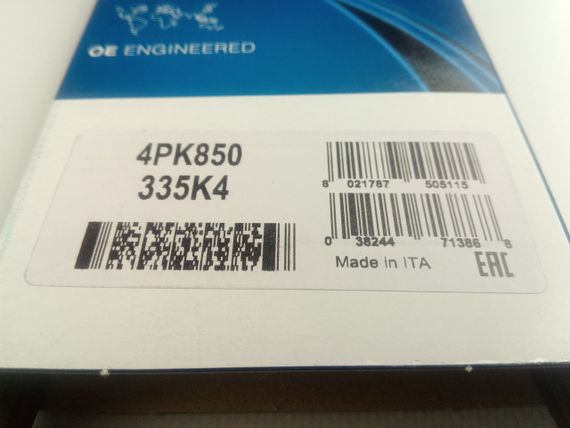 OE ENGINEERED
4PK850
335K4
8 021787 505115
0 38244 71386 8
Made in ITA
EAC